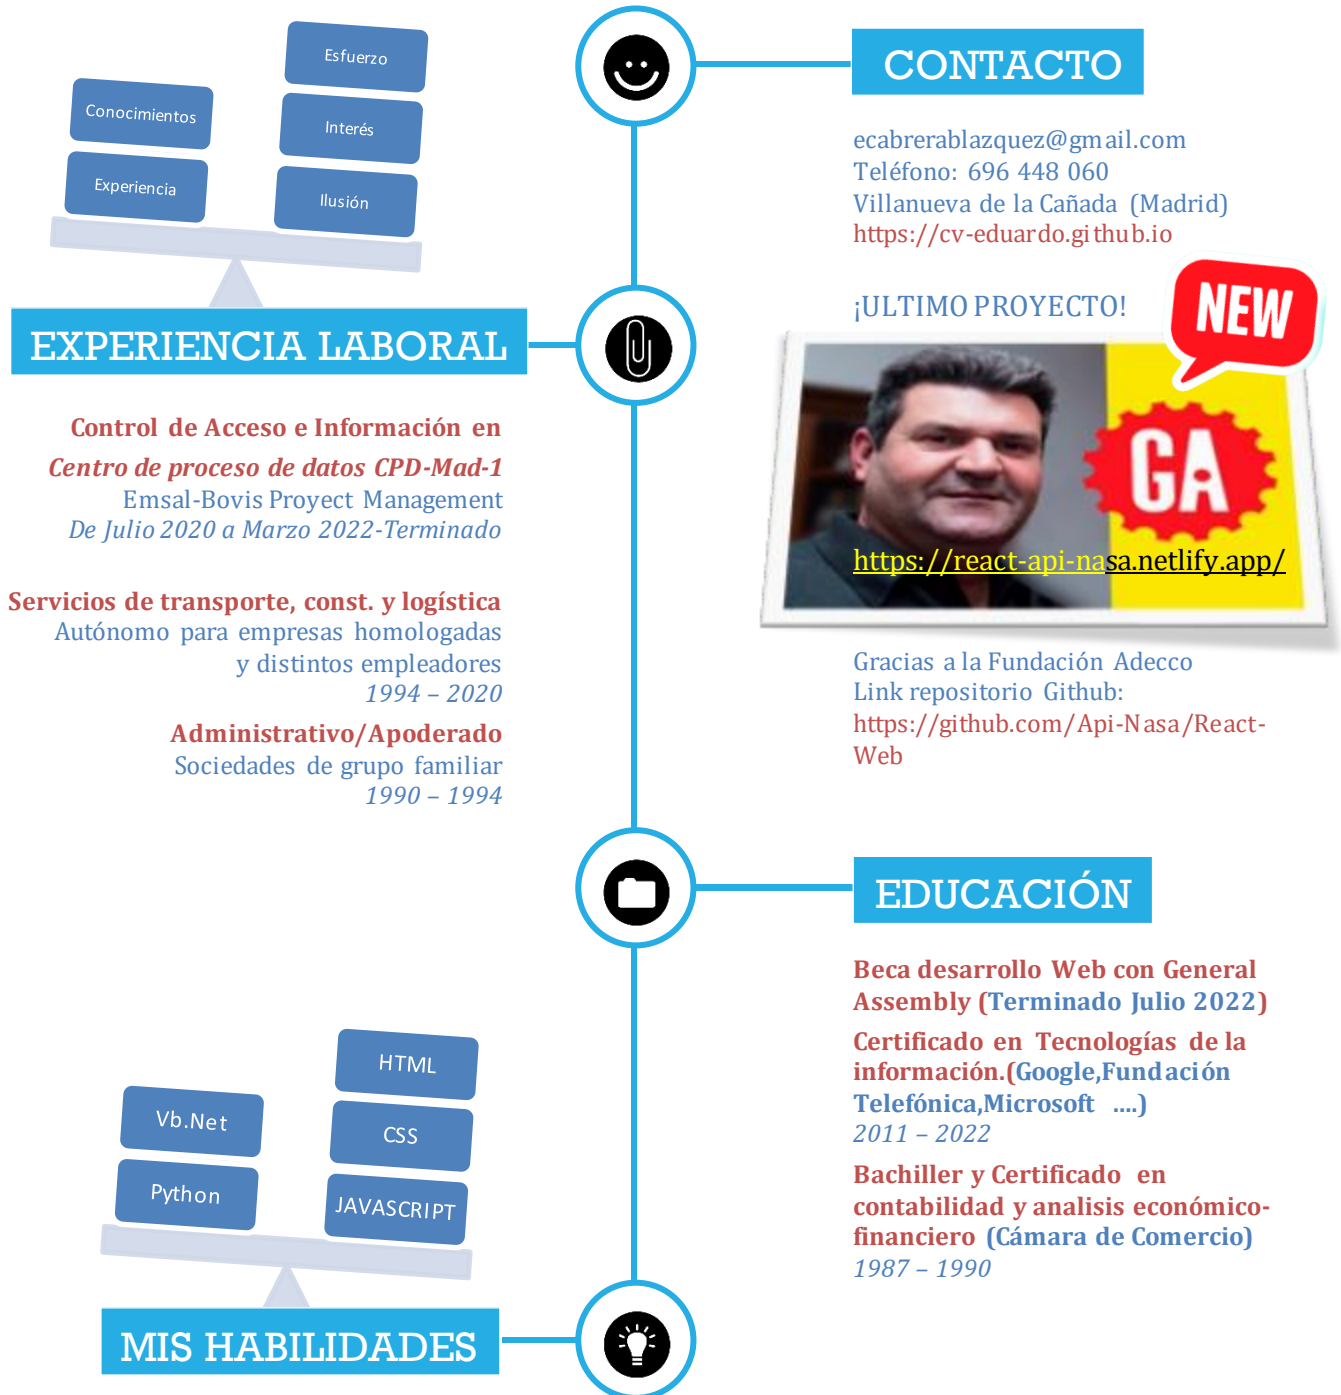 Esfuerzo
Conocimientos
Interés
Experiencia
Ilusión
EXPERIENCIA LABORAL
Control de Acceso e Información en
Centro de proceso de datos CPD-Mad-1
Emsal-Bovis Proyect Management
De Julio 2020 a Marzo 2022-Terminado
Servicios de transporte, const. y logística
Autónomo para empresas homologadas
y distintos empleadores
1994 – 2020
Administrativo/Apoderado
Sociedades de grupo familiar
1990 – 1994
CONTACTO
ecabrerablazquez@gmail.com
Teléfono: 696 448 060
Villanueva de la Cañada (Madrid)
https://cv-eduardo.github.io
¡ULTIMO PROYECTO!
NEW
GA
https://react-api-nasa.netlify.app/
Gracias a la Fundación Adecco
Link repositorio Github:
https://github.com/Api-Nasa/React-
Web
EDUCACIÓN
Beca desarrollo Web con General
Assembly (Terminado Julio 2022)
Certificado en Tecnologías de la
información.(Google,Fundación
Telefónica,Microsoft ....)
2011 – 2022
Bachiller y Certificado en
contabilidad y analisis económico-
financiero (Cámara de Comercio)
1987 – 1990
HTML
Vb.Net
CSS
Python
JAVASCRIPT
MIS HABILIDADES